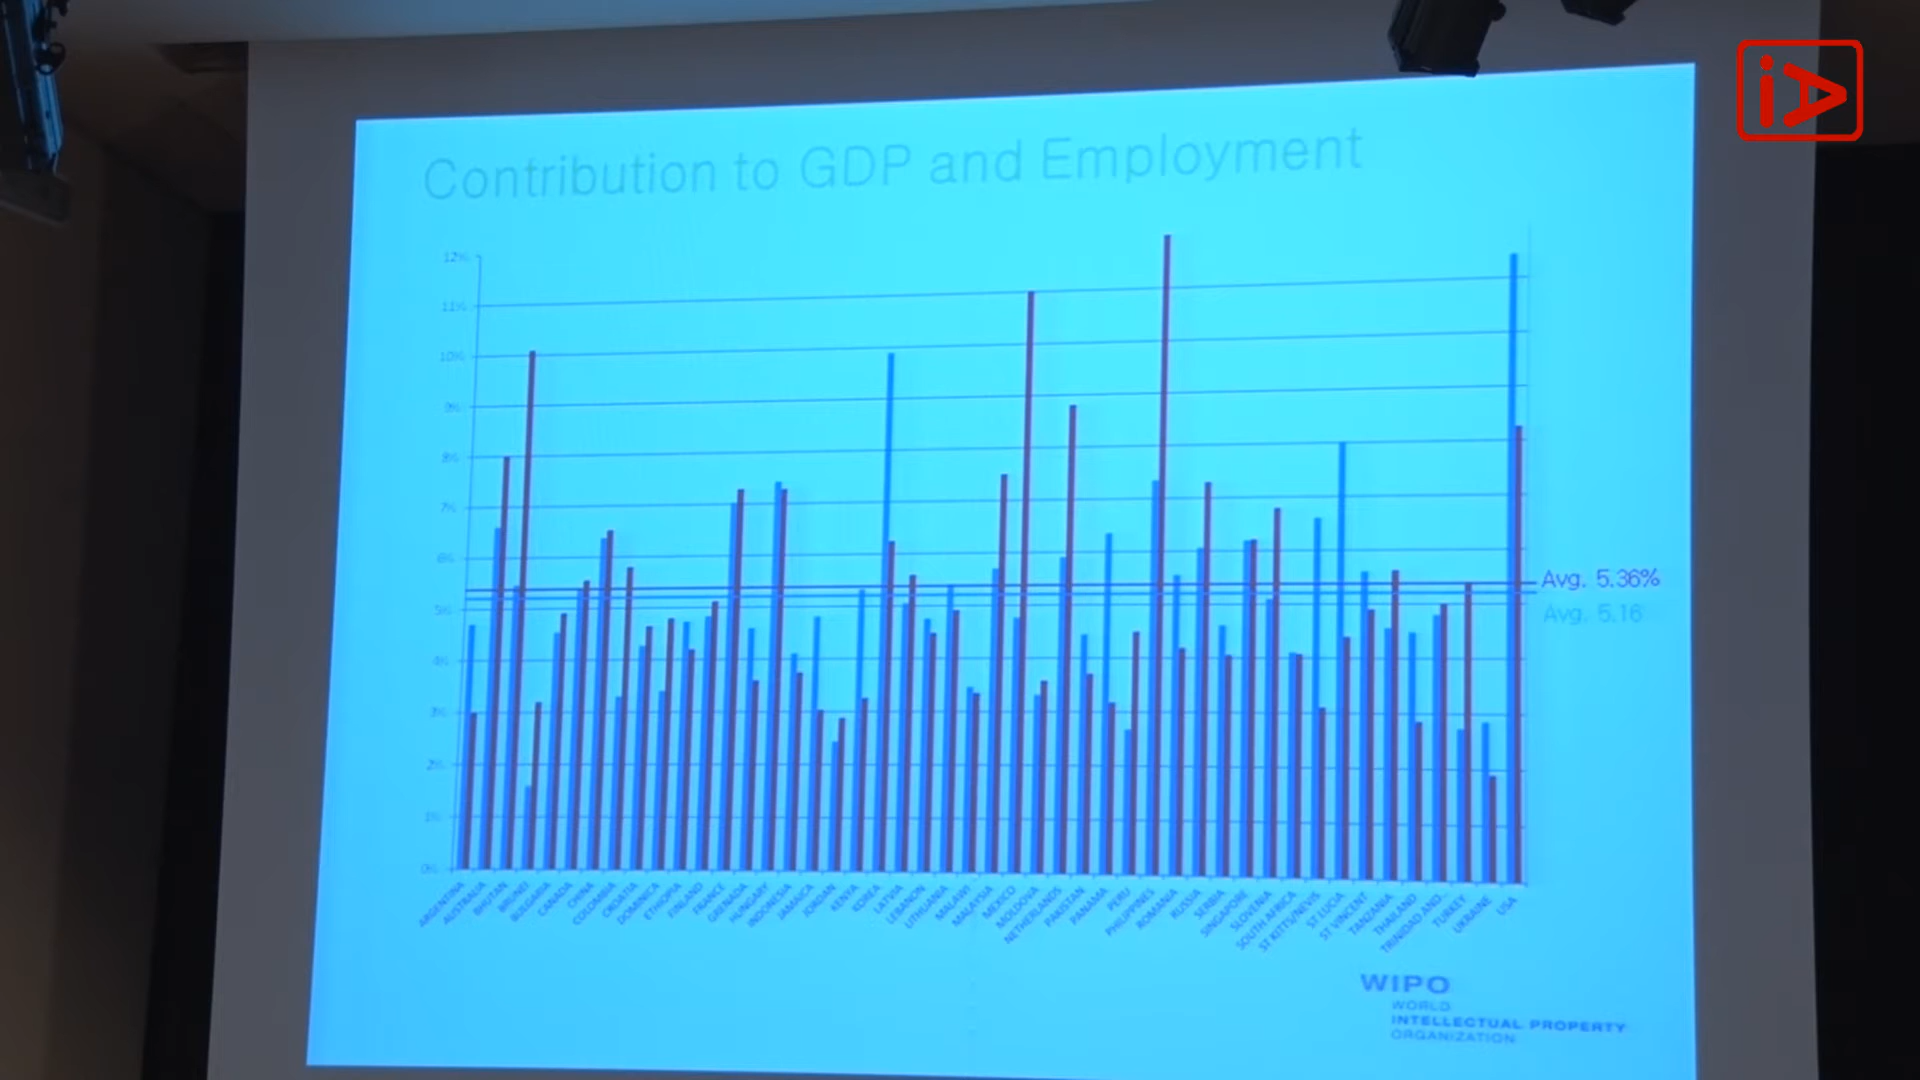 iA
Contribution to GDP and Employment
12%
11%
10%
9%
8%
7%
6%
5%
4%
3%
2%
1%
0%
Avg. 5.36%
Avg. 5.16
ARGENTINA
AUSTRALIA
BHUTAN
BRUNEI
BULGARIA
CANADA
CHINA
COLOMBIA
CROATIA
DOMINICA
ETHIOPIA
FINLAND
FRANCE
GRENADA
HUNGARY
INDONESIA
JAMAICA
JORDAN
KENYA
KOREA
LATVIA
LEBANON
LITHUANIA
MALAWI
MALAYSIA
MEXICO
MOLDOVA
NETHERLANDS
PAKISTAN
PANAMA
PERU
PHILIPPINES
ROMANIA
RUSSIA
SERBIA
SINGAPORE
SLOVENIA
SOUTH AFRICA
ST KITTS/NEVIS
ST LUCIA
ST VINCENT
TANZANIA
THAILAND
TRINIDAD AND...
TURKEY
UKRAINE
USA
WIPO
WORLD
INTELLECTUAL PROPERTY
ORGANIZATION